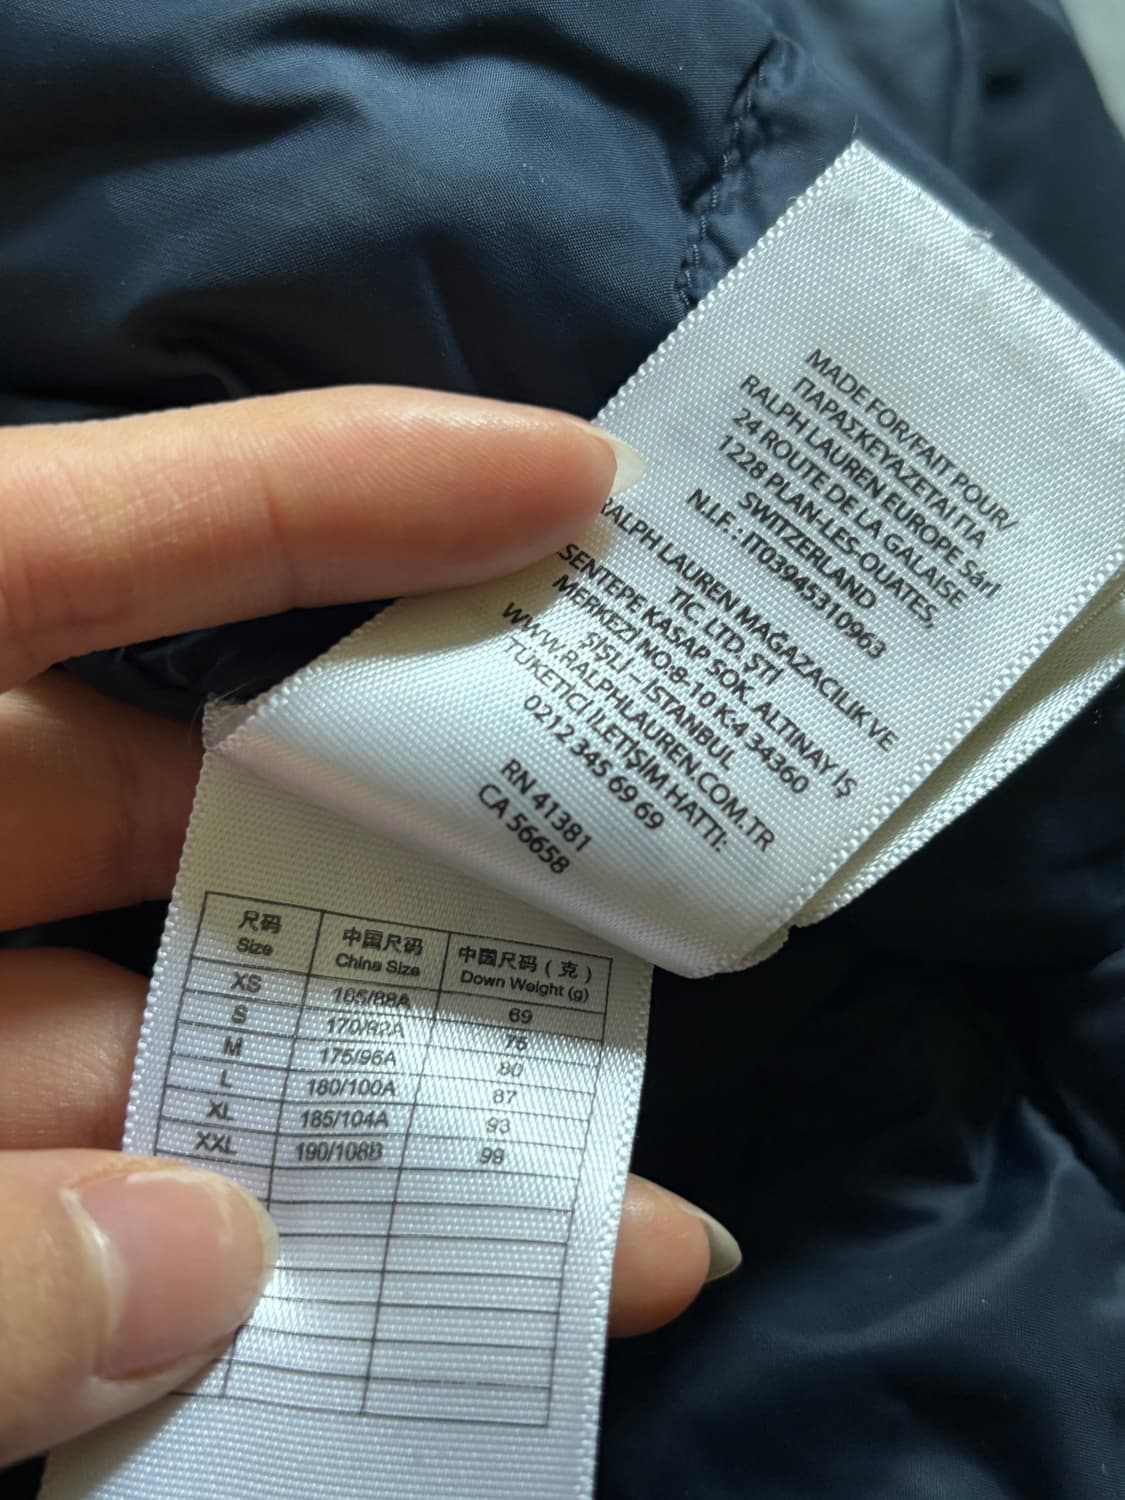 MADE FOR/FAIT POUR/
ΠΑΡΑΣΚΕΥΑΖΕΤΑΙ ΓΙΑ
RALPH LAUREN EUROPE Sàrl
24 ROUTE DE LA GALAISE
1228 PLAN-LES-OUATES,
SWITZERLAND
N.I.F. : IT03945310963
RALPH LAUREN MAĞAZACILIK VE
TİC. LTD. ŞTİ
ESENTEPE KASAP SOK. ALTINAY İŞ
MERKEZİ NO:8-10 K:4 34360
ŞİŞLİ – İSTANBUL
WWW.RALPHLAUREN.COM.TR
TÜKETİCİ İLETİŞİM HATTI:
0212 345 69 69
RN 41381
CA 56658
尺码 中国尺码 中国尺码（克）
Size China Size Down Weight (g)
XS 165/88A 69
S 170/92A 75
M 175/96A 80
L 180/100A 87
XL 185/104A 93
XXL 190/108B 99